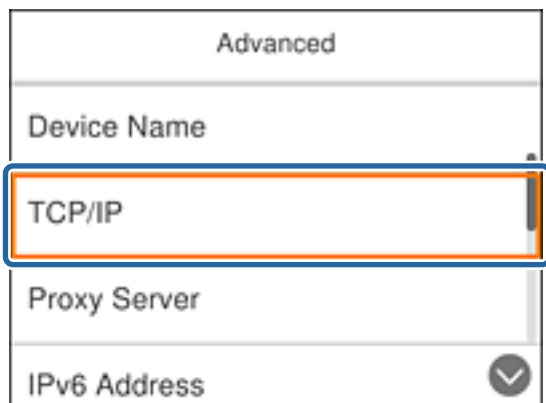 Advanced
Device Name
TCP/IP
Proxy Server
IPv6 Address